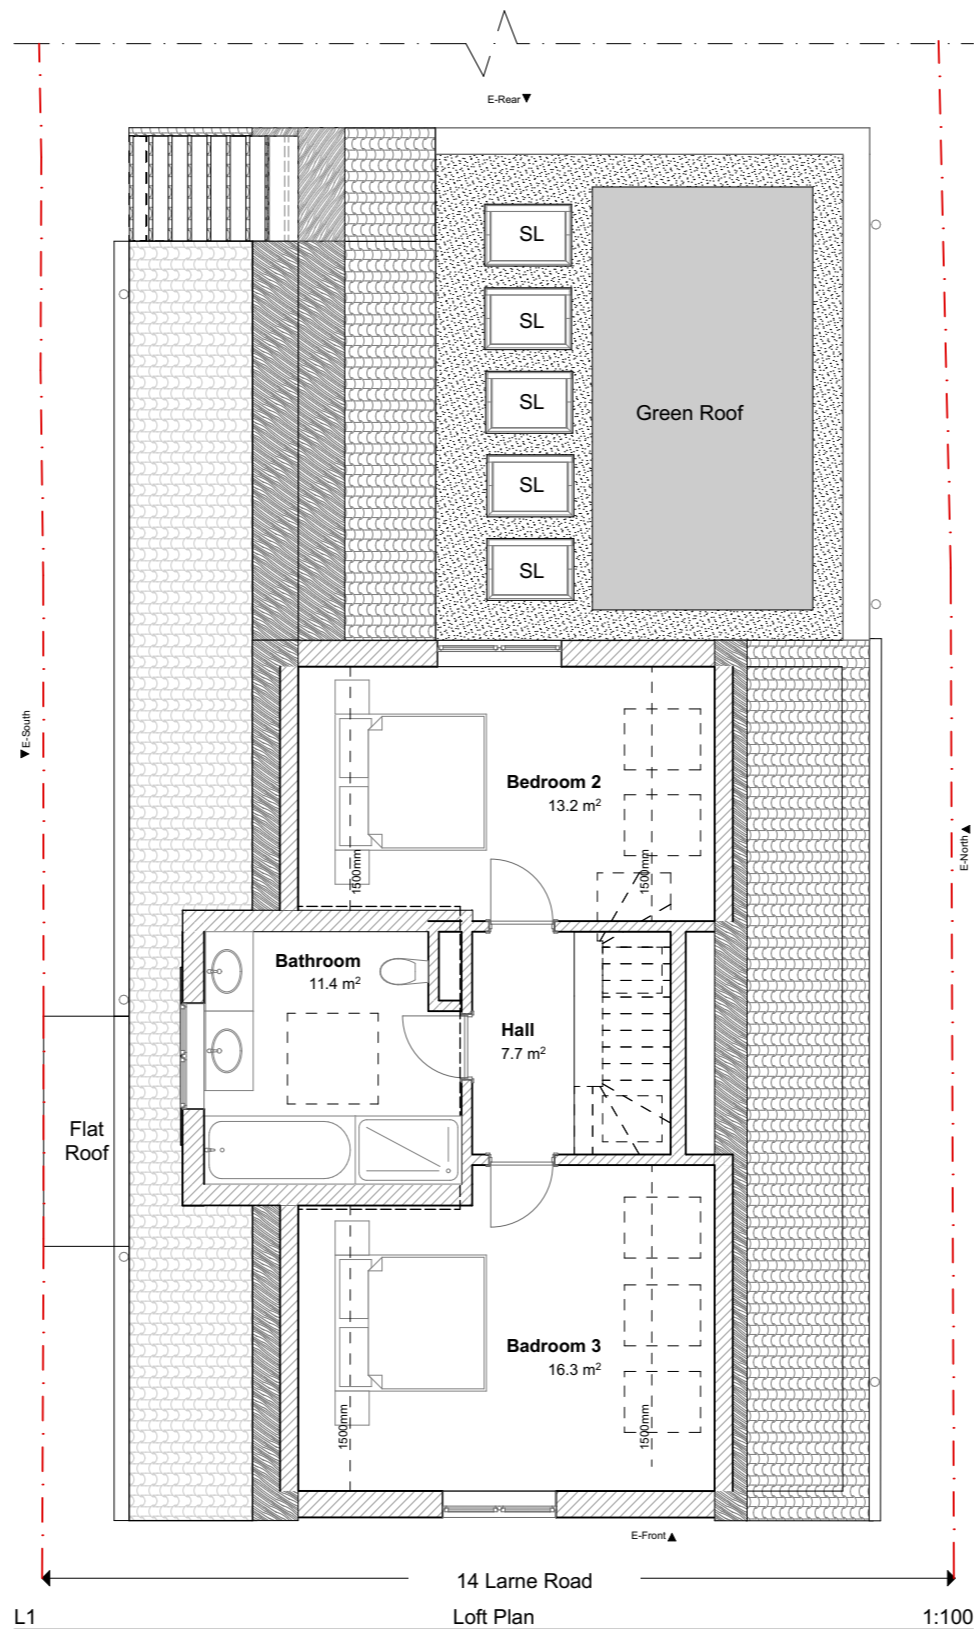 E-Rear▼
SL
SL
SL
Green Roof
SL
SL
▼E-South
Bedroom 2
13.2 m²
E-North▲
1500mm
1500mm
Bathroom
11.4 m²
Hall
7.7 m²
Flat
Roof
Badroom 3
16.3 m²
1500mm
1500mm
E-Front▲
14 Larne Road
L1
Loft Plan
1:100